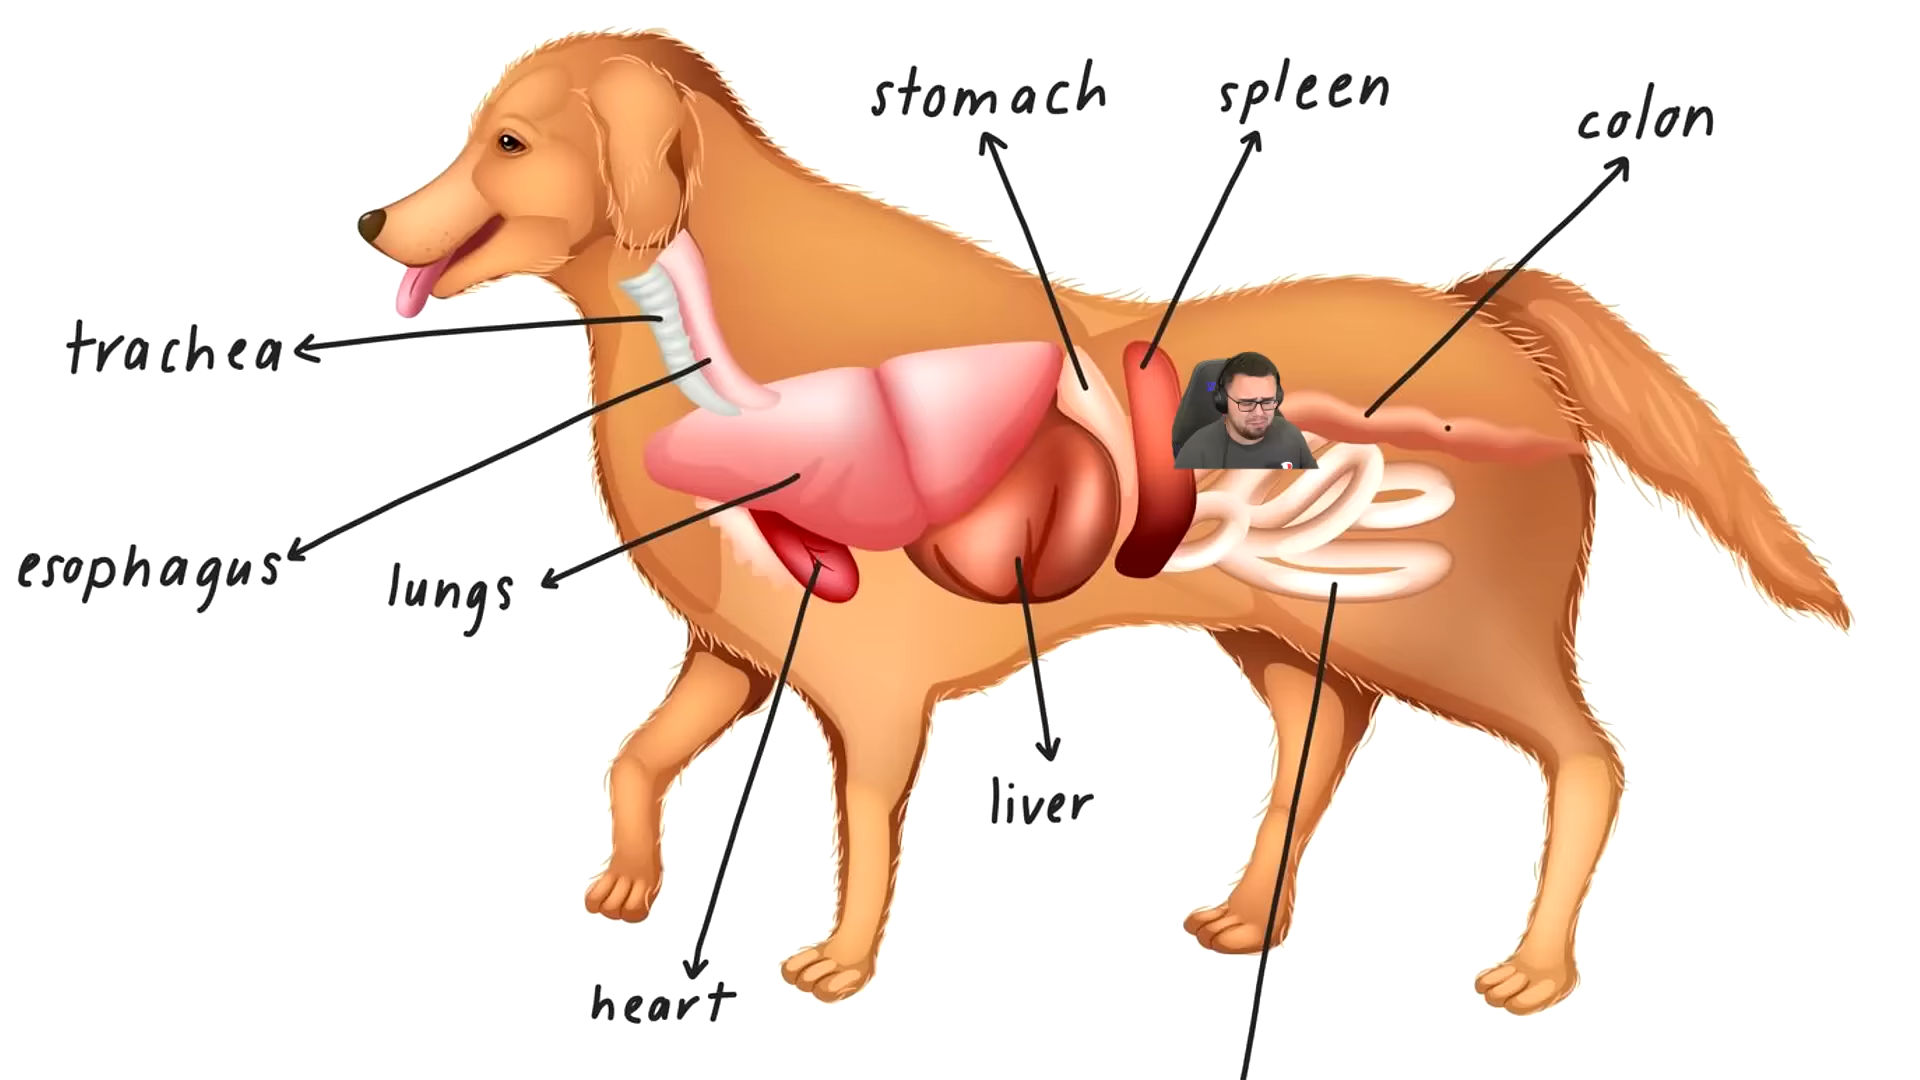 stomach
spleen
colon
trachea
esophagus
lungs
liver
heart